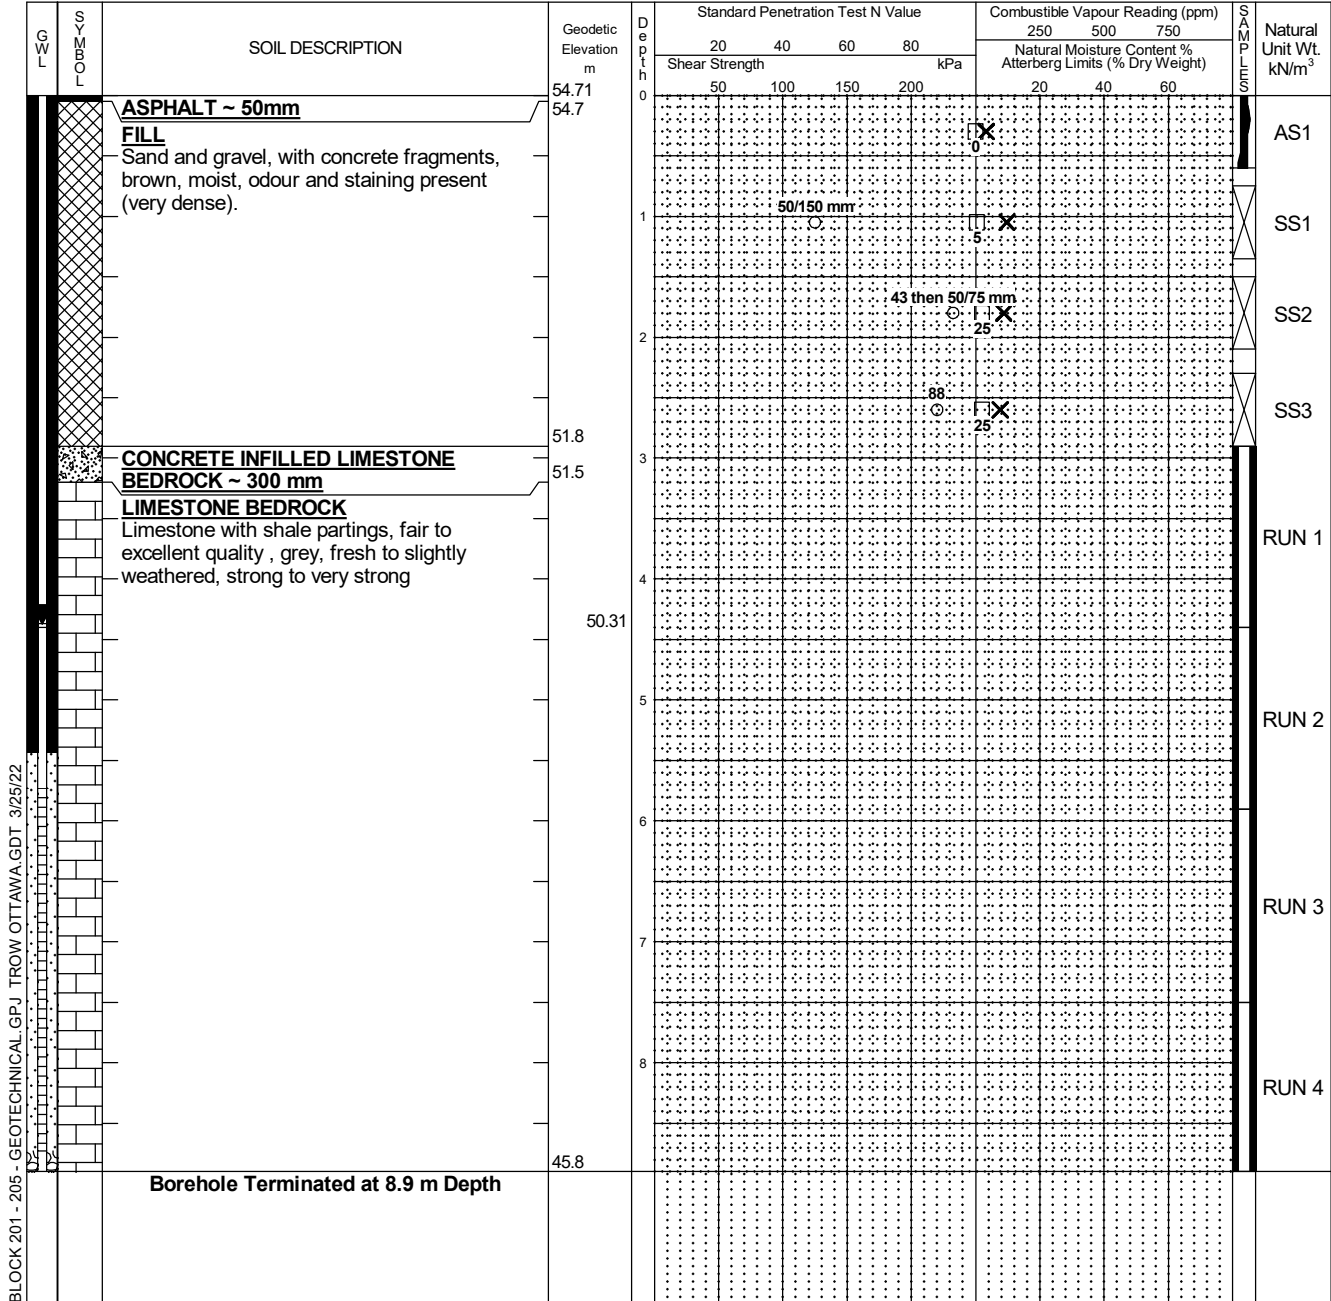 GWL
SYMBOL
SOIL DESCRIPTION
Geodetic
Elevation
m
Depth
Standard Penetration Test N Value
20 40 60 80
Shear Strength kPa
50 100 150 200
Combustible Vapour Reading (ppm)
250 500 750
Natural Moisture Content %
Atterberg Limits (% Dry Weight)
20 40 60
SAMPLES
Natural
Unit Wt.
kN/m³
54.71
0
ASPHALT ~ 50mm
54.7
FILL
Sand and gravel, with concrete fragments,
brown, moist, odour and staining present
(very dense).
0
AS1
50/150 mm
1
5
SS1
43 then 50/75 mm
25
SS2
2
88
25
SS3
51.8
CONCRETE INFILLED LIMESTONE
BEDROCK ~ 300 mm
51.5
3
LIMESTONE BEDROCK
Limestone with shale partings, fair to
excellent quality , grey, fresh to slightly
weathered, strong to very strong
RUN 1
4
50.31
5
RUN 2
6
RUN 3
7
8
RUN 4
45.8
Borehole Terminated at 8.9 m Depth
BLOCK 201 - 205 - GEOTECHNICAL.GPJ TROW OTTAWA.GDT 3/25/22